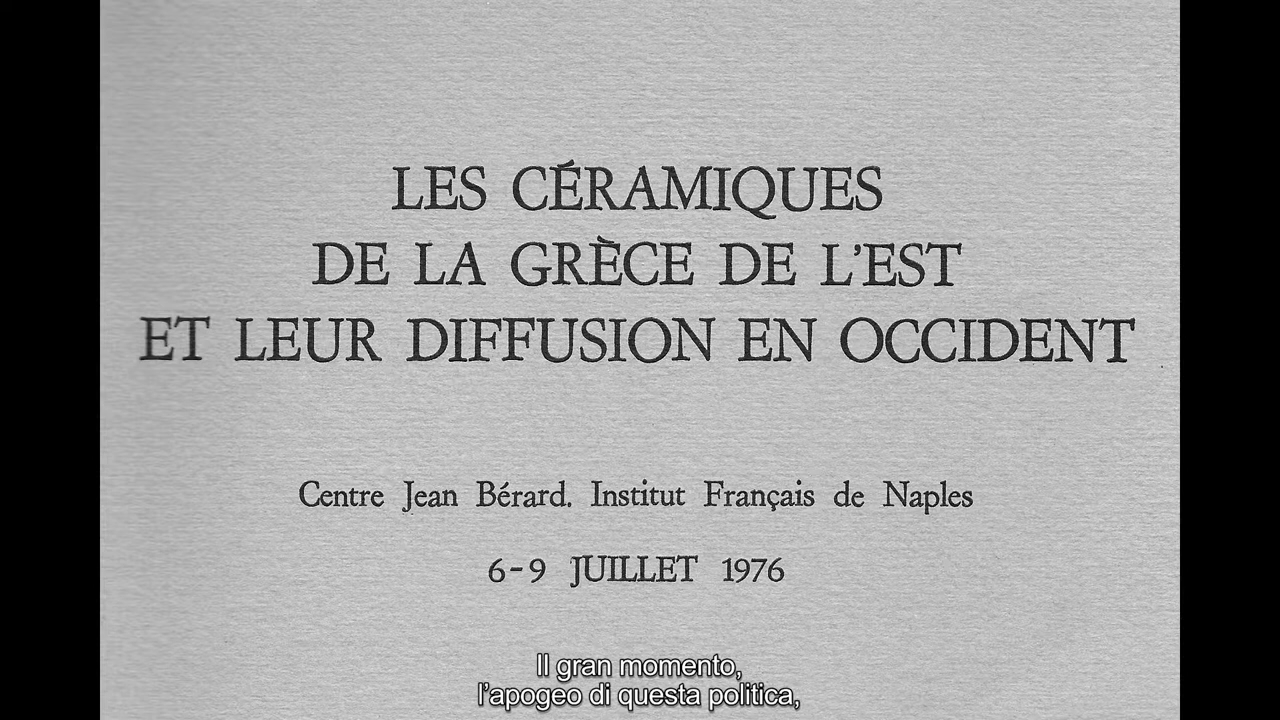 LES CÉRAMIQUES
DE LA GRÈCE DE L'EST
ET LEUR DIFFUSION EN OCCIDENT
Centre Jean Bérard. Institut Français de Naples
6-9 JUILLET 1976
Il gran momento,
l'apogeo di questa politica,